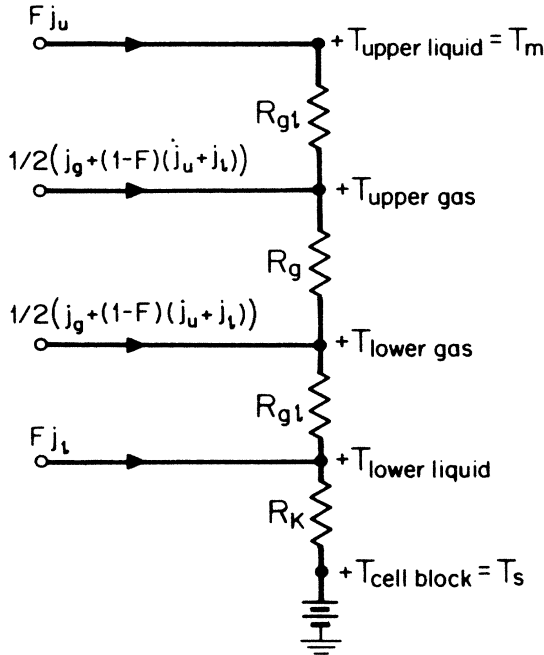 F j_u
+ T_upper liquid = T_m
R_gl
1/2(j_g+(1-F)(j_u+j_l))
+T_upper gas
R_g
1/2(j_g+(1-F)(j_u+j_l))
+T_lower gas
R_gl
F j_l
+T_lower liquid
R_K
+T_cell block = T_s